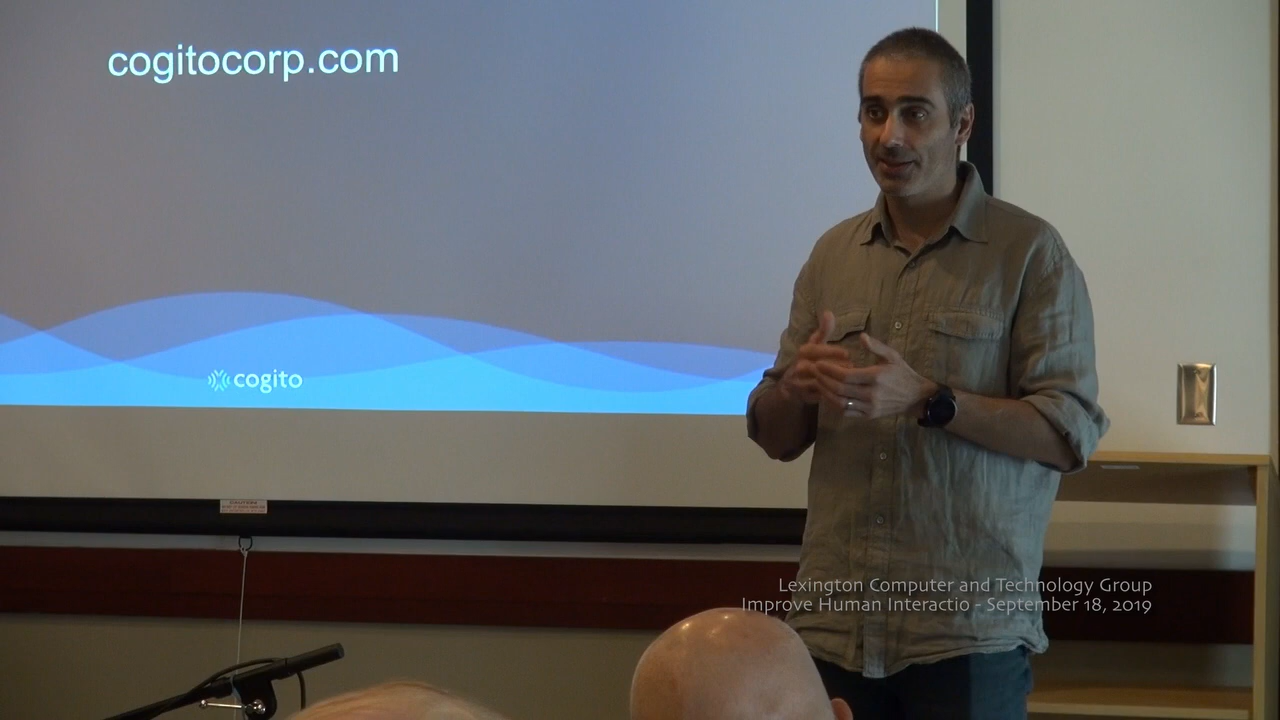 cogitocorp.com
cogito
Lexington Computer and Technology Group
Improve Human Interactio - September 18, 2019